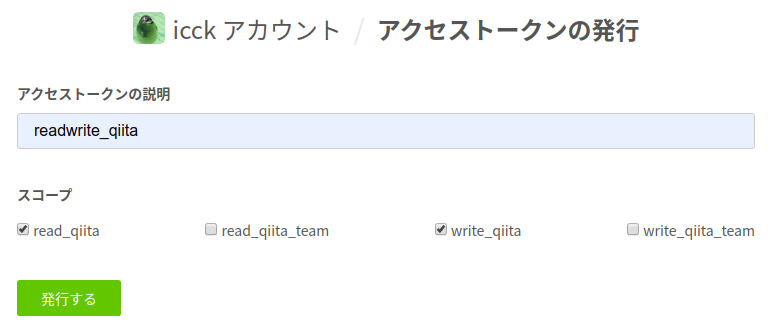 icck アカウント / アクセストークンの発行
アクセストークンの説明
readwrite_qiita
スコープ
read_qiita read_qiita_team write_qiita write_qiita_team
発行する